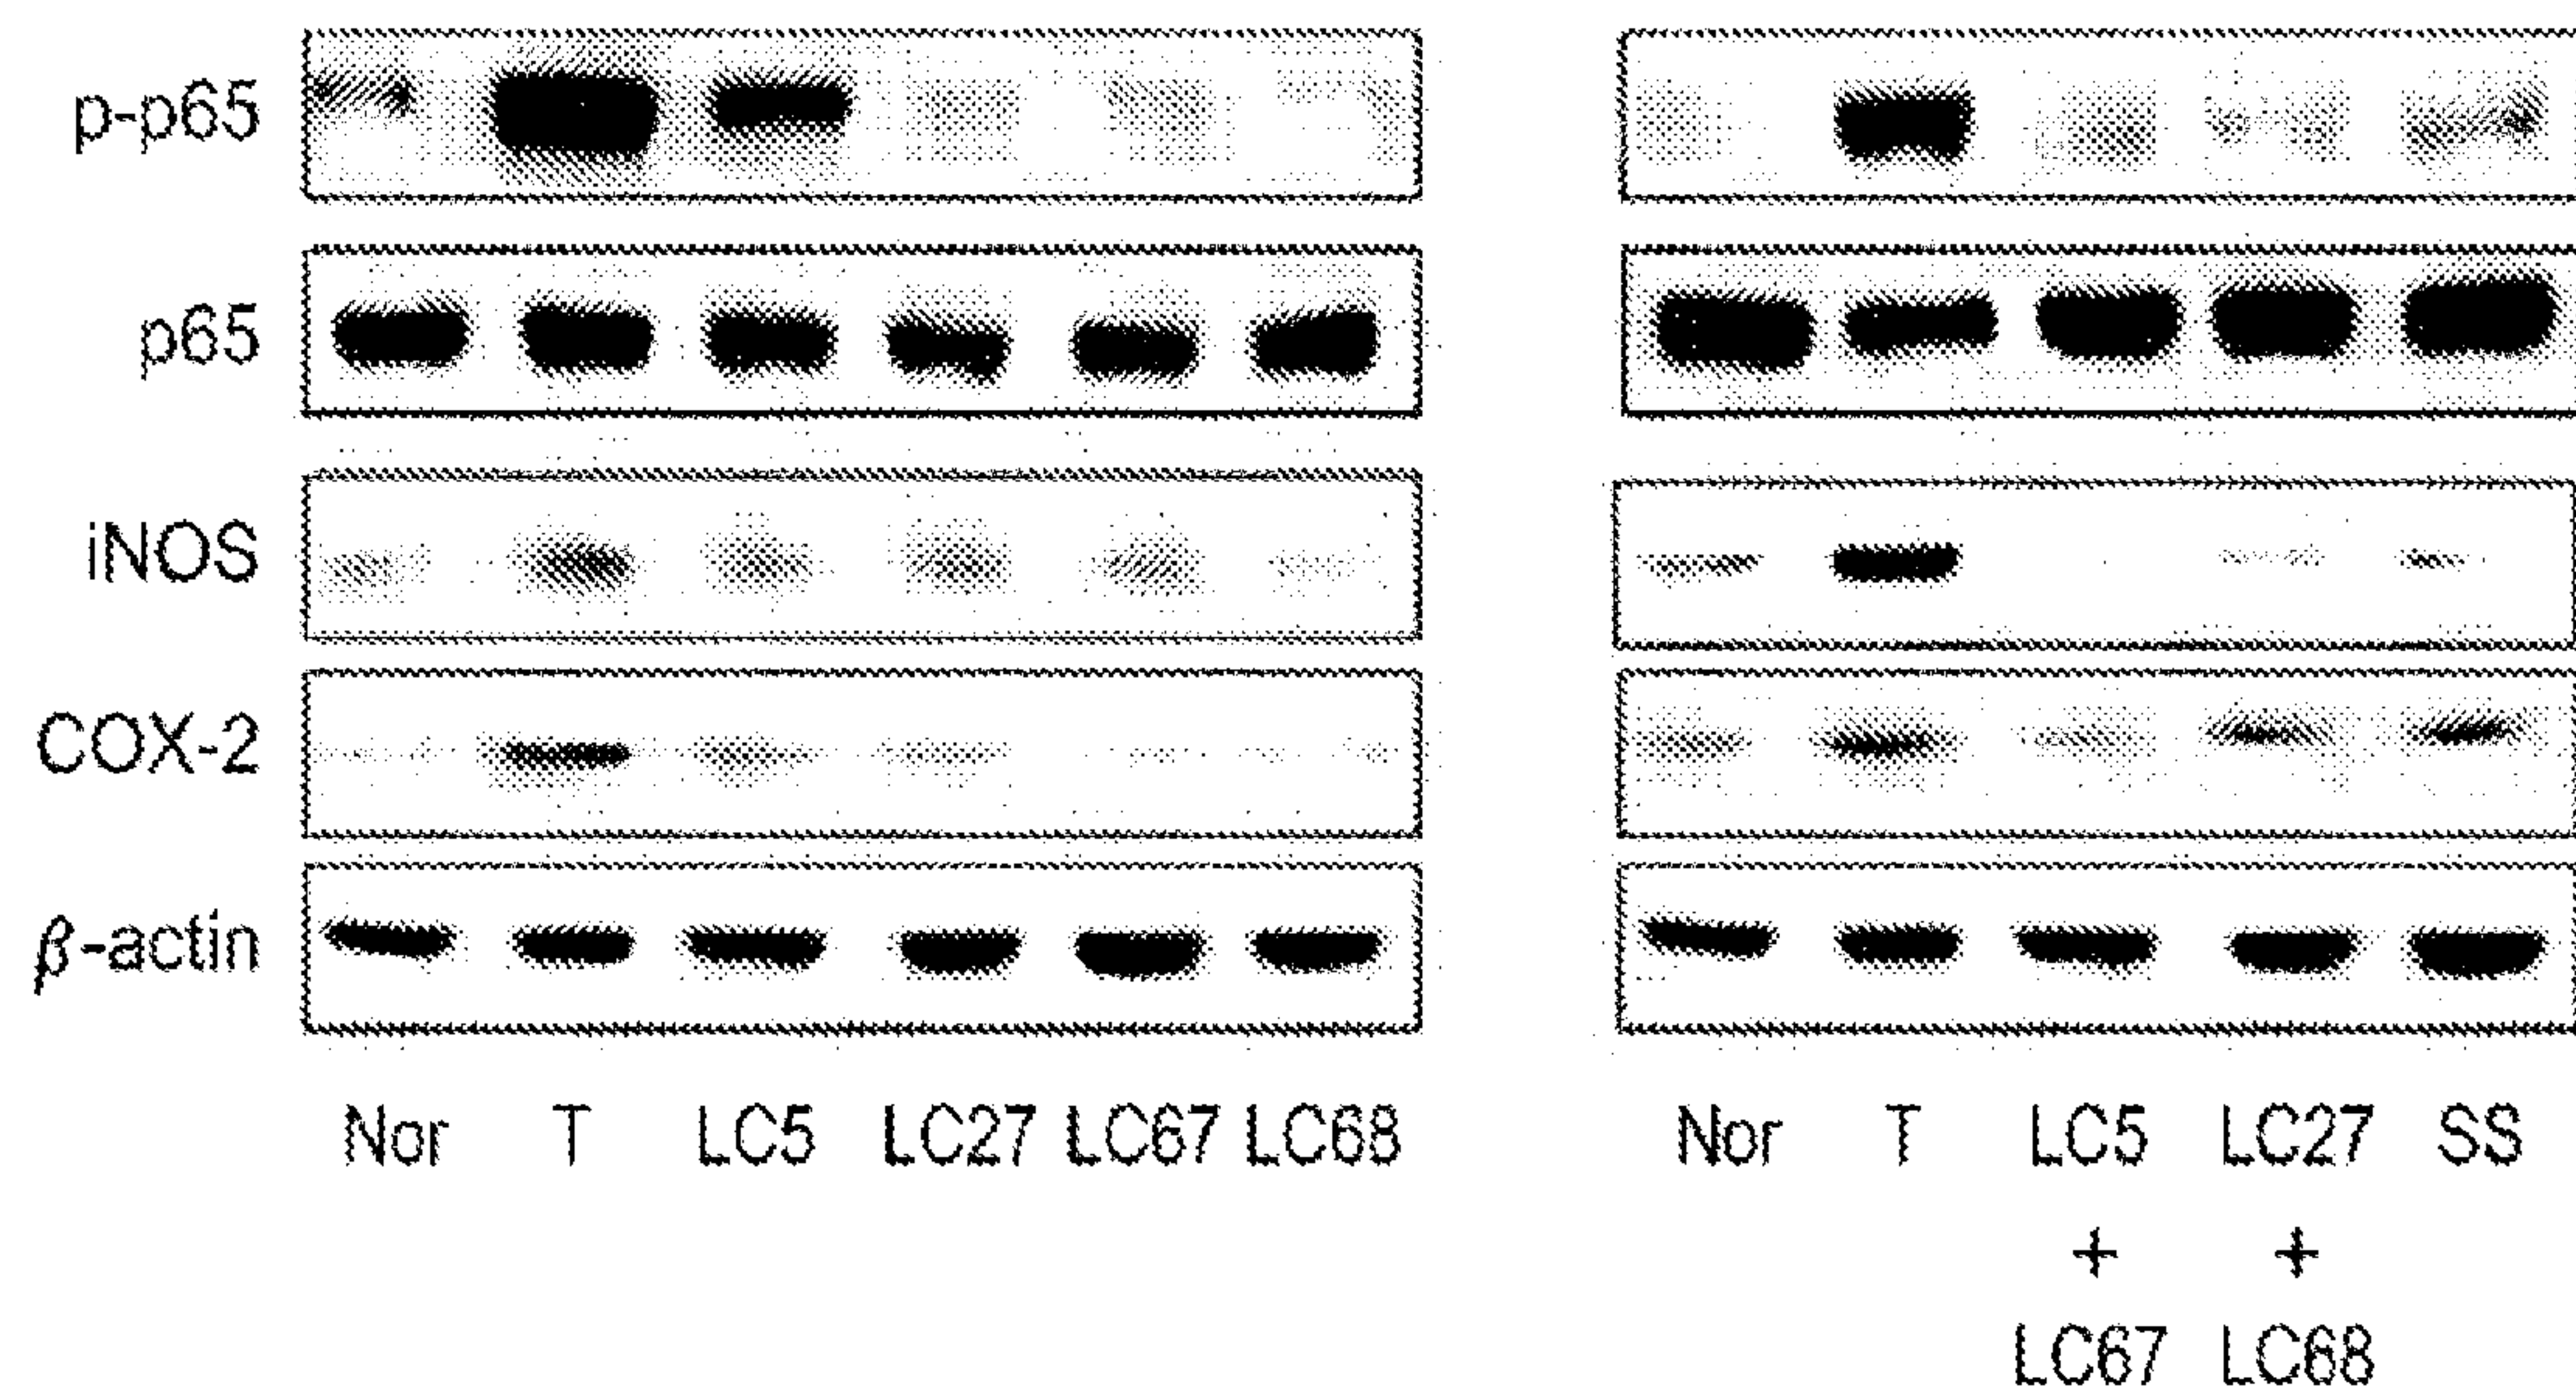 p-p65
p65
iNOS
COX-2
β-actin
Nor T LC5 LC27 LC67 LC68 Nor T LC5 LC27 SS
+ +
LC67 LC68